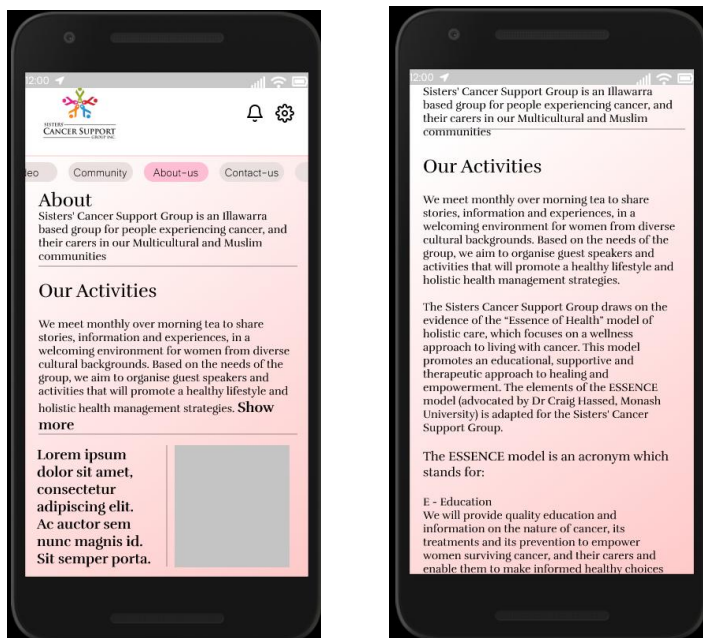 12:00
SISTERS'
CANCER SUPPORT
GROUP INC.
deo
Community
About-us
Contact-us
About
Sisters' Cancer Support Group is an Illawarra
based group for people experiencing cancer, and
their carers in our Multicultural and Muslim
communities
Our Activities
We meet monthly over morning tea to share
stories, information and experiences, in a
welcoming environment for women from diverse
cultural backgrounds. Based on the needs of the
group, we aim to organise guest speakers and
activities that will promote a healthy lifestyle and
holistic health management strategies. Show
more
Lorem ipsum
dolor sit amet,
consectetur
adipiscing elit.
Ac auctor sem
nunc magnis id.
Sit semper porta.
12:00
Sisters' Cancer Support Group is an Illawarra
based group for people experiencing cancer, and
their carers in our Multicultural and Muslim
communities
Our Activities
We meet monthly over morning tea to share
stories, information and experiences, in a
welcoming environment for women from diverse
cultural backgrounds. Based on the needs of the
group, we aim to organise guest speakers and
activities that will promote a healthy lifestyle and
holistic health management strategies.
The Sisters Cancer Support Group draws on the
evidence of the “Essence of Health” model of
holistic care, which focuses on a wellness
approach to living with cancer. This model
promotes an educational, supportive and
therapeutic approach to healing and
empowerment. The elements of the ESSENCE
model (advocated by Dr Craig Hassed, Monash
University) is adapted for the Sisters' Cancer
Support Group.
The ESSENCE model is an acronym which
stands for:
E - Education
We will provide quality education and
information on the nature of cancer, its
treatments and its prevention to empower
women surviving cancer, and their carers and
enable them to make informed healthy choices